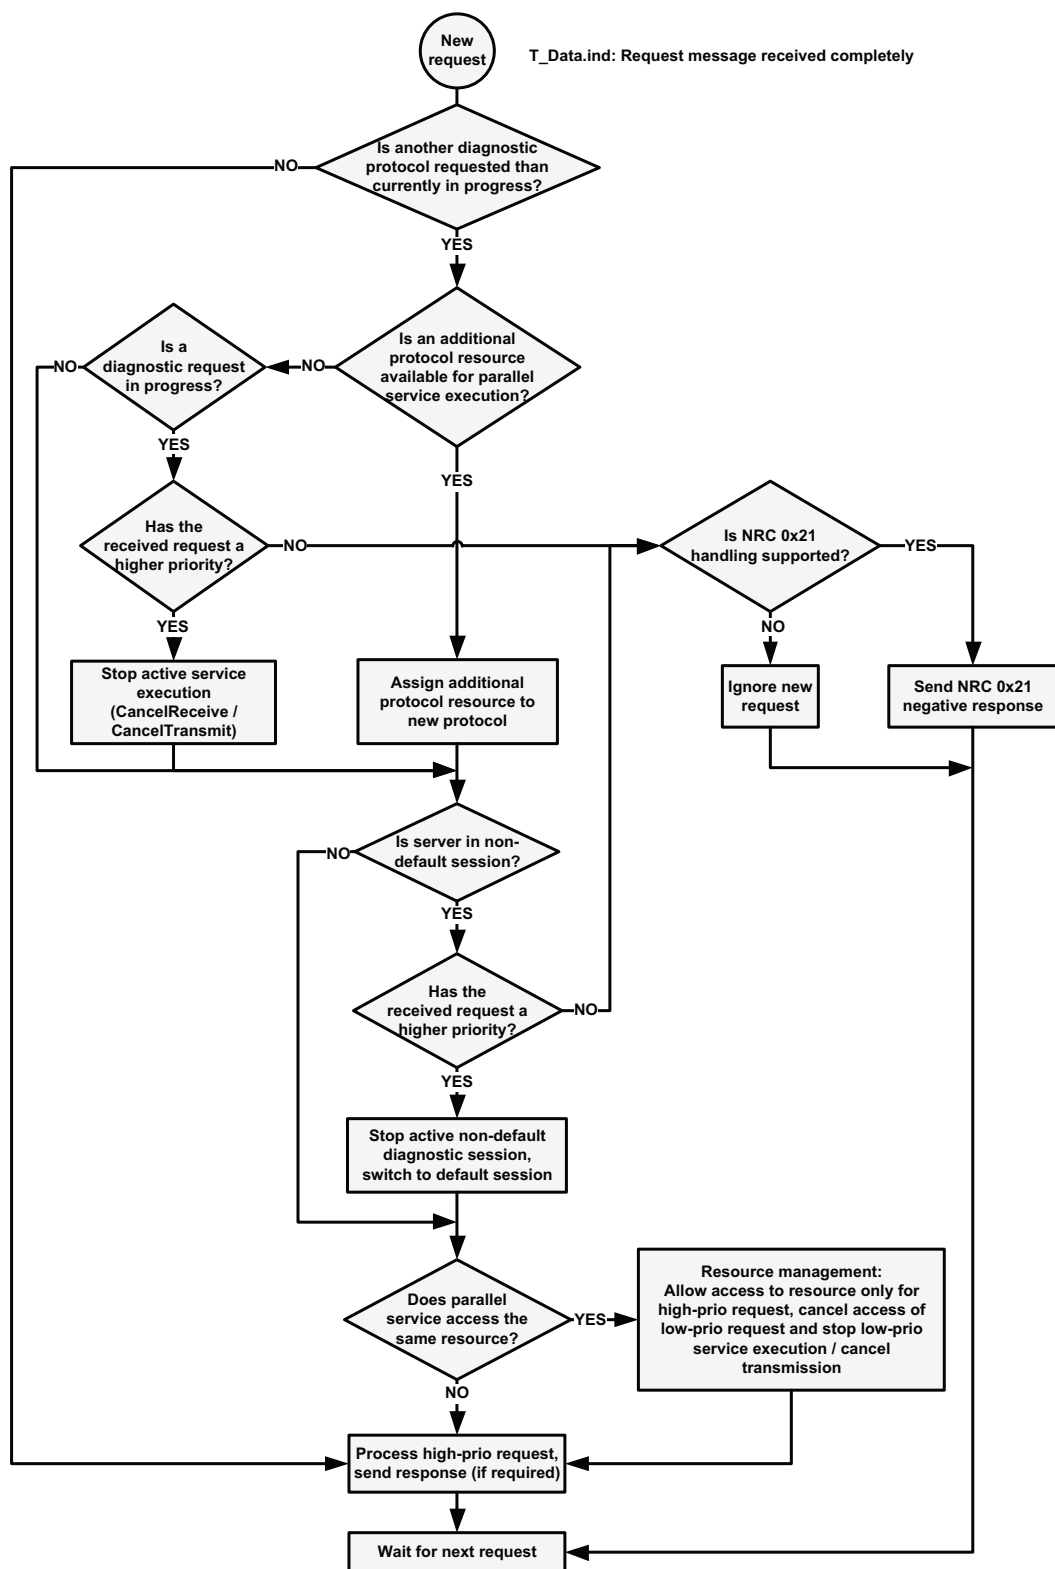 New
request
T_Data.ind: Request message received completely
Is another diagnostic
protocol requested than
currently in progress?
NO
YES
Is an additional
protocol resource
available for parallel
service execution?
NO
Is a
diagnostic request
in progress?
NO
YES
YES
Has the
received request a
higher priority?
NO
Is NRC 0x21
handling supported?
YES
YES
NO
Stop active service
execution
(CancelReceive /
CancelTransmit)
Assign additional
protocol resource to
new protocol
Ignore new
request
Send NRC 0x21
negative response
Is server in non-
default session?
NO
YES
Has the
received request a
higher priority?
NO
YES
Stop active non-default
diagnostic session,
switch to default session
Does parallel
service access the
same resource?
YES
Resource management:
Allow access to resource only for
high-prio request, cancel access of
low-prio request and stop low-prio
service execution / cancel
transmission
NO
Process high-prio request,
send response (if required)
Wait for next request